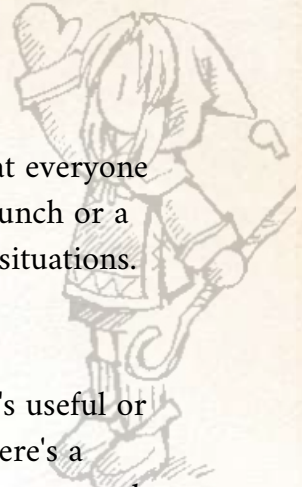 at everyone
unch or a
situations.
's useful or
ere's a